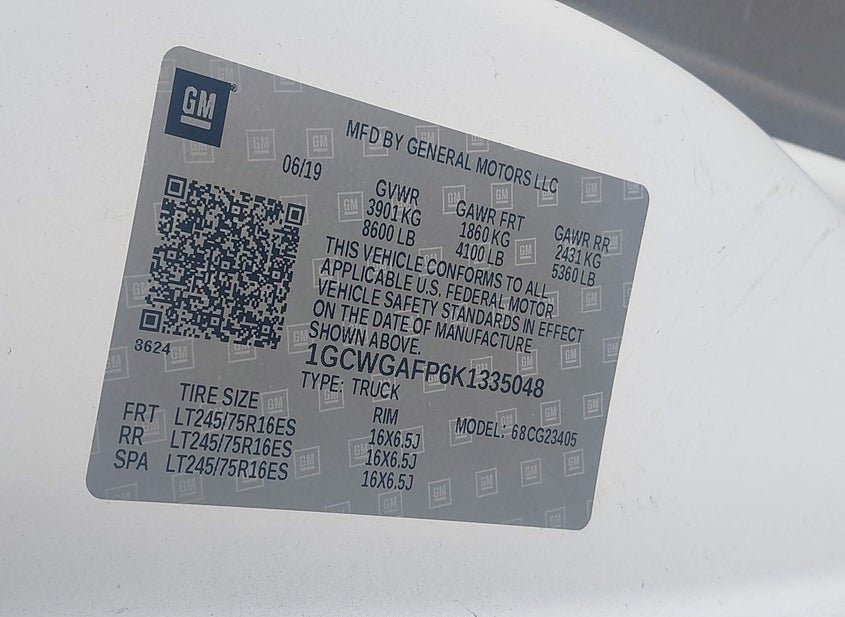 GM
MFD BY GENERAL MOTORS LLC
06/19
GVWR GAWR FRT GAWR RR
3901 KG 1860 KG 2431 KG
8600 LB 4100 LB 5360 LB
THIS VEHICLE CONFORMS TO ALL
APPLICABLE U.S. FEDERAL MOTOR
VEHICLE SAFETY STANDARDS IN EFFECT
ON THE DATE OF MANUFACTURE
SHOWN ABOVE.
8624
1GCWGAFP6K1335048
TYPE: TRUCK
TIRE SIZE RIM
MODEL: 68CG23405
FRT LT245/75R16ES 16X6.5J
RR LT245/75R16ES 16X6.5J
SPA LT245/75R16ES 16X6.5J